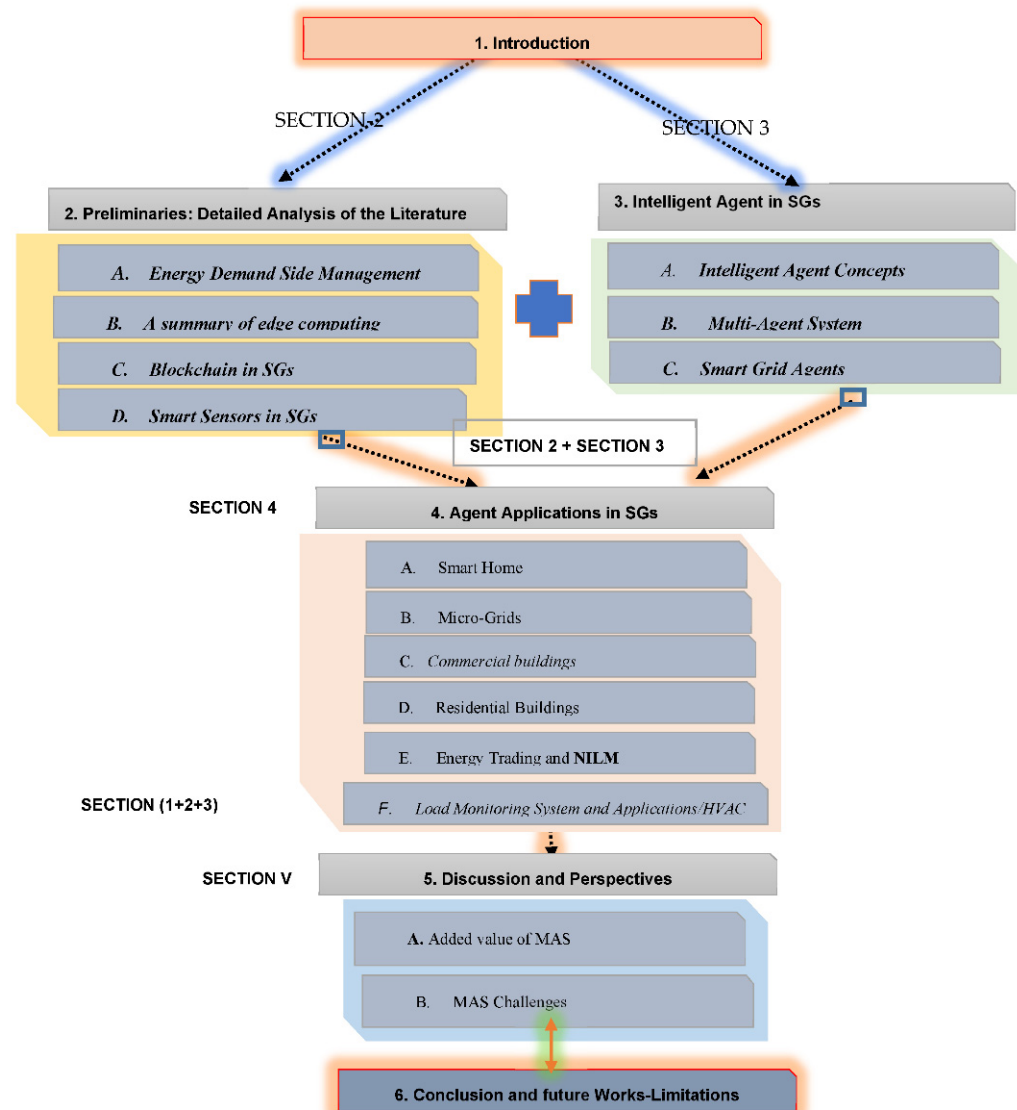 1. Introduction
SECTION-2
SECTION 3
2. Preliminaries: Detailed Analysis of the Literature
A. Energy Demand Side Management
B. A summary of edge computing
C. Blockchain in SGs
D. Smart Sensors in SGs
3. Intelligent Agent in SGs
A. Intelligent Agent Concepts
B. Multi-Agent System
C. Smart Grid Agents
SECTION 2 + SECTION 3
SECTION 4
4. Agent Applications in SGs
A. Smart Home
B. Micro-Grids
C. Commercial buildings
D. Residential Buildings
E. Energy Trading and NILM
SECTION (1+2+3)
F. Load Monitoring System and Applications/HVAC
SECTION V
5. Discussion and Perspectives
A. Added value of MAS
B. MAS Challenges
6. Conclusion and future Works-Limitations